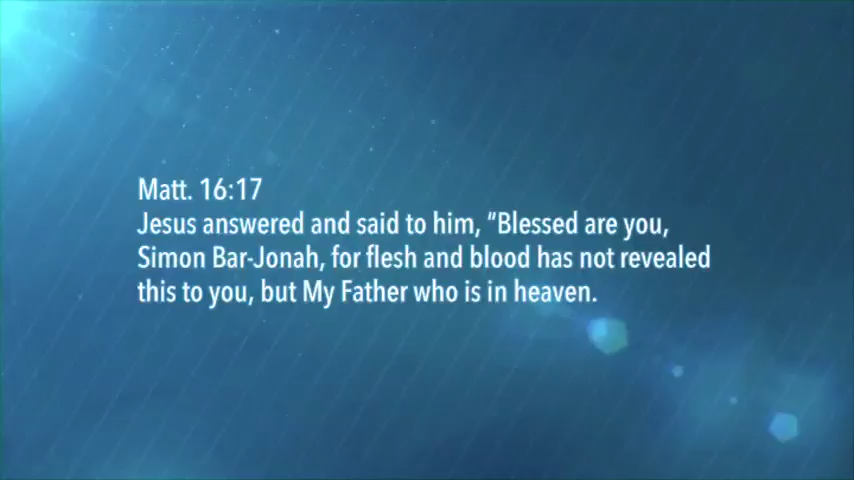 Matt. 16:17
Jesus answered and said to him, “Blessed are you,
Simon Bar-Jonah, for flesh and blood has not revealed
this to you, but My Father who is in heaven.